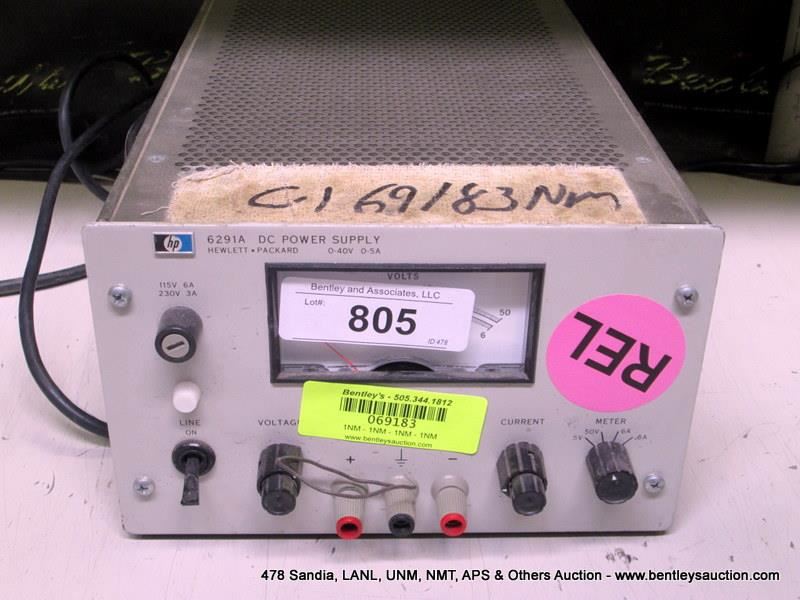 C-1 69183NM
hp
6291A DC POWER SUPPLY
HEWLETT • PACKARD 0-40V 0-5A
115V 6A
230V 3A
VOLTS
Bentley and Associates, LLC
Lot#:
805
ID:478
50
6
REL
Bentley's - 505.344.1812
069183
1NM - 1NM - 1NM - 1NM
www.bentleysauction.com
LINE
ON
VOLTAGE
CURRENT
METER
5V 50V 6A .6A
+ -
478 Sandia, LANL, UNM, NMT, APS & Others Auction - www.bentleysauction.com